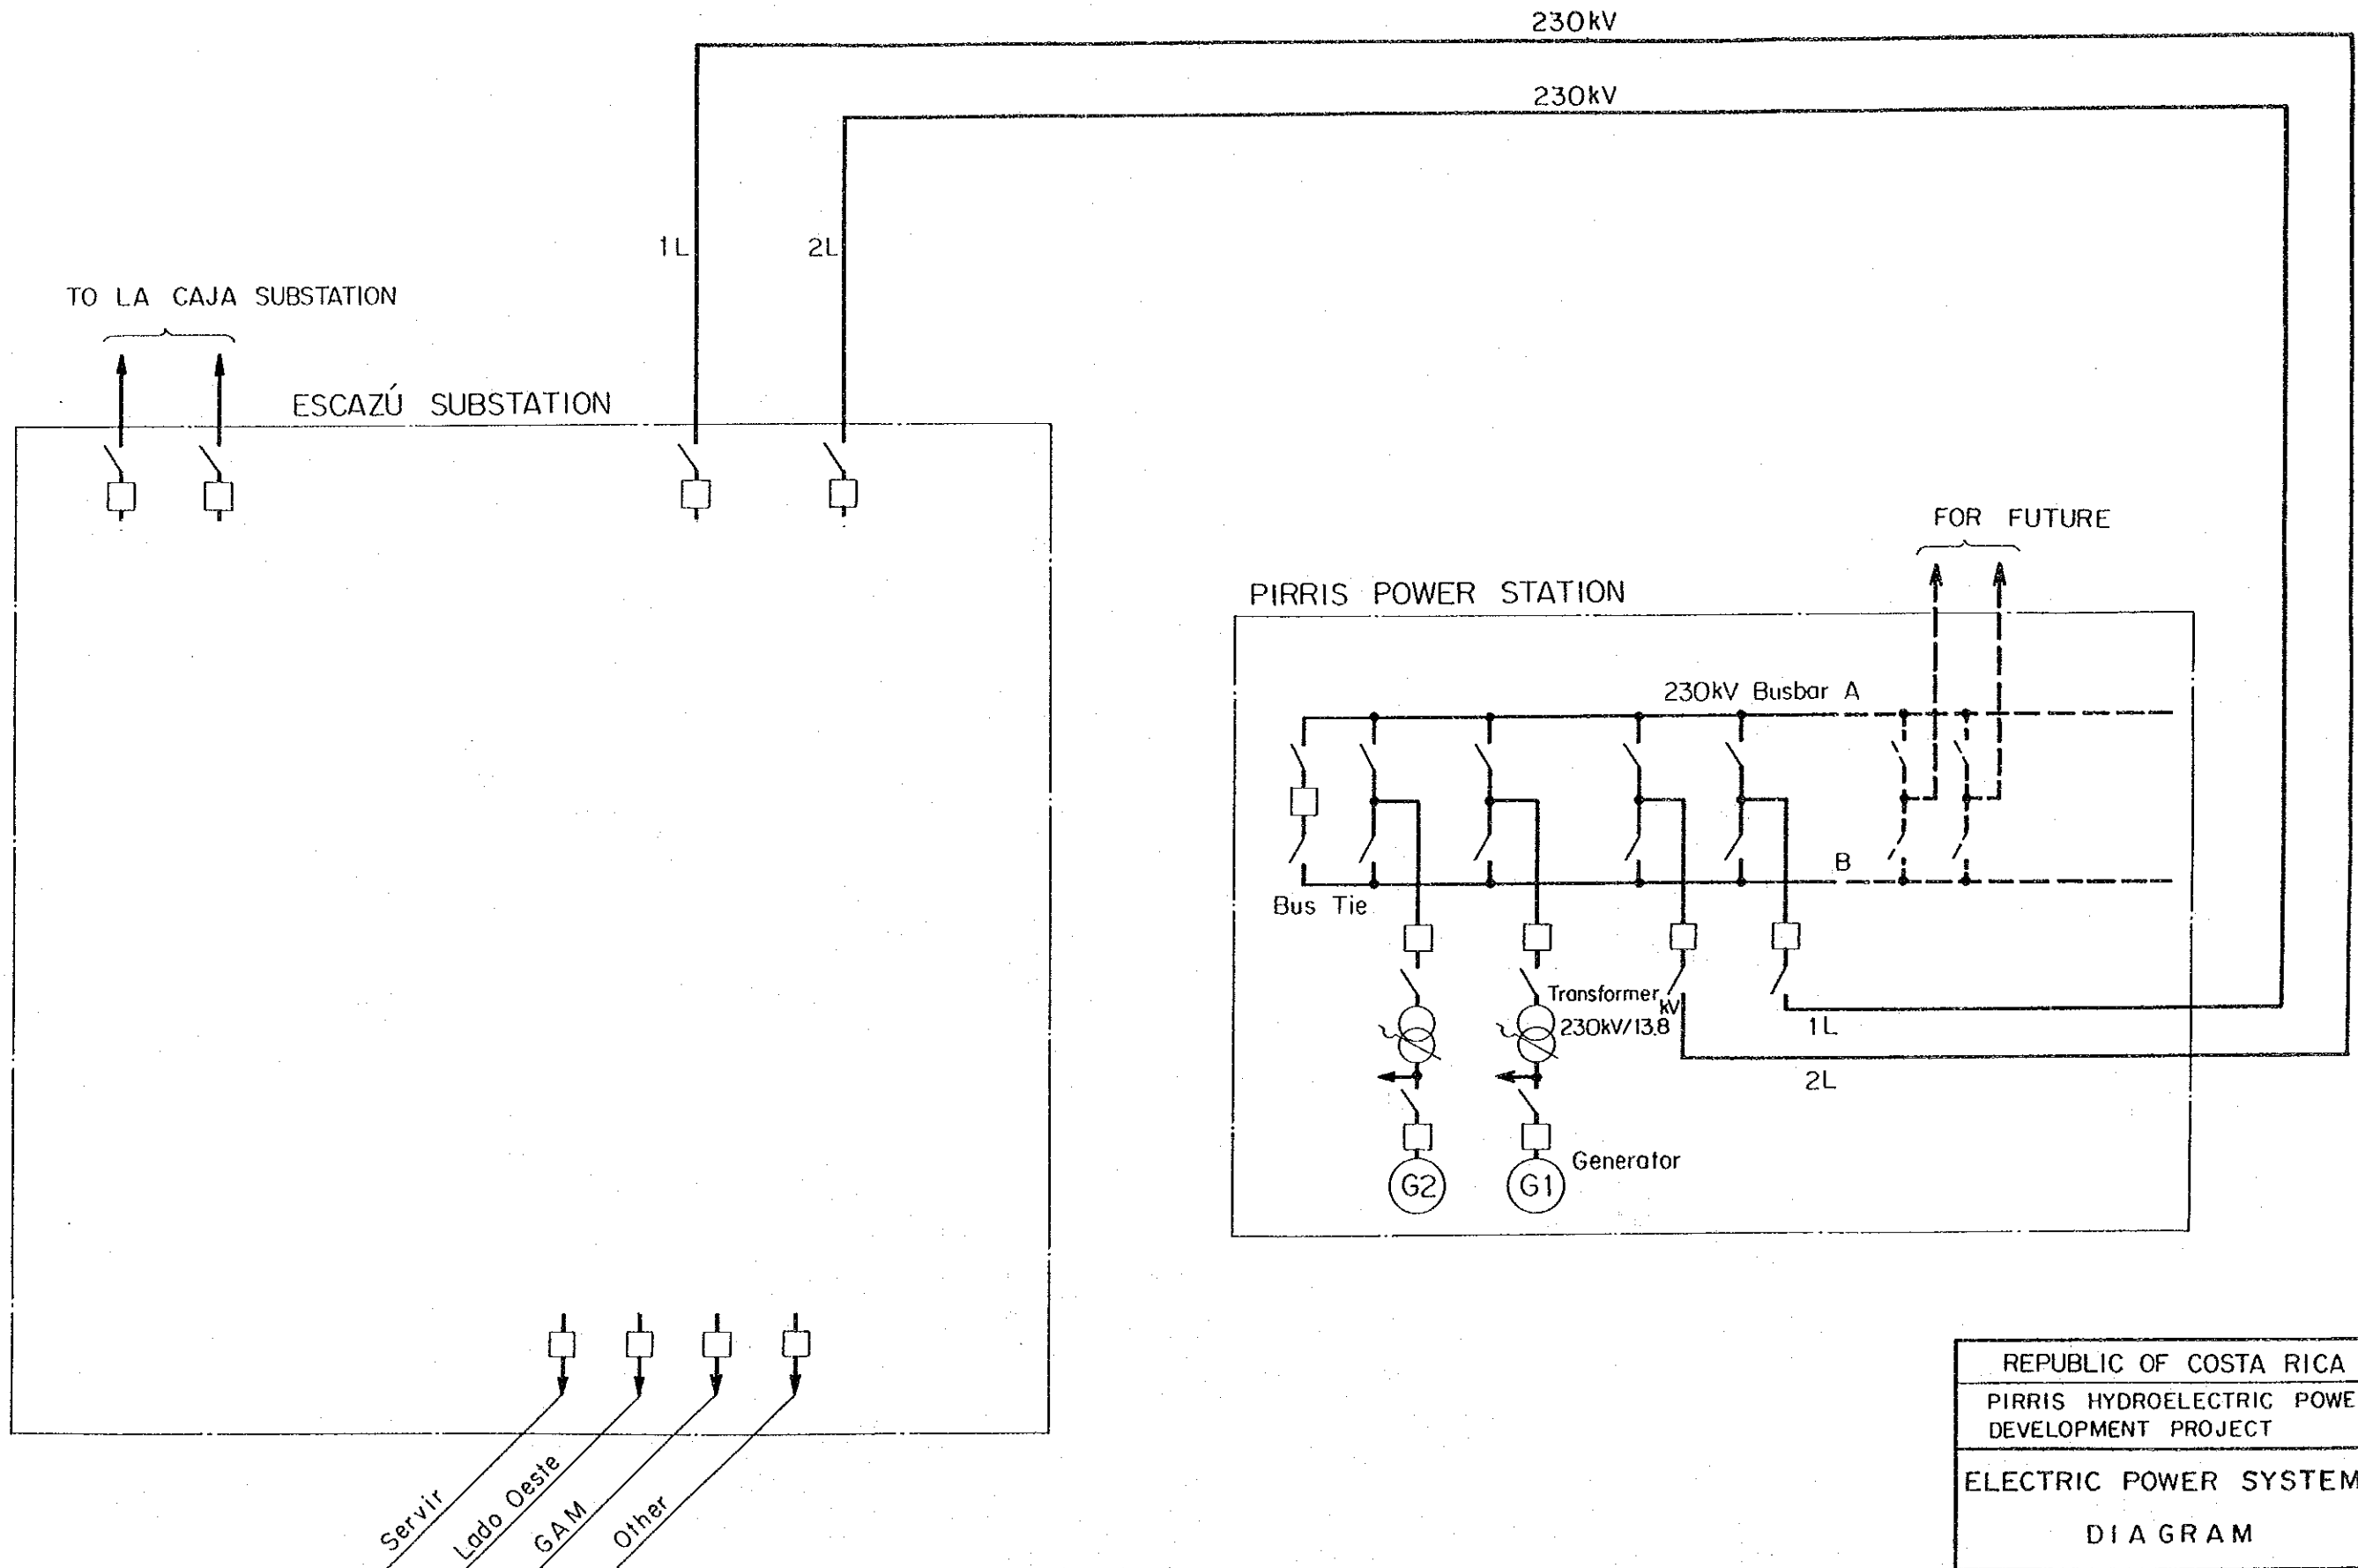 230kV
230kV
1L
2L
TO LA CAJA SUBSTATION
ESCAZÚ SUBSTATION
FOR FUTURE
PIRRIS POWER STATION
230kV Busbar A
B
Bus Tie
Transformer
kV
230kV/13.8
1L
2L
Generator
G2
G1
REPUBLIC OF COSTA RICA
PIRRIS HYDROELECTRIC POWE
DEVELOPMENT PROJECT
ELECTRIC POWER SYSTEM
DIAGRAM
Servir
Lado Oeste
GAM
Other